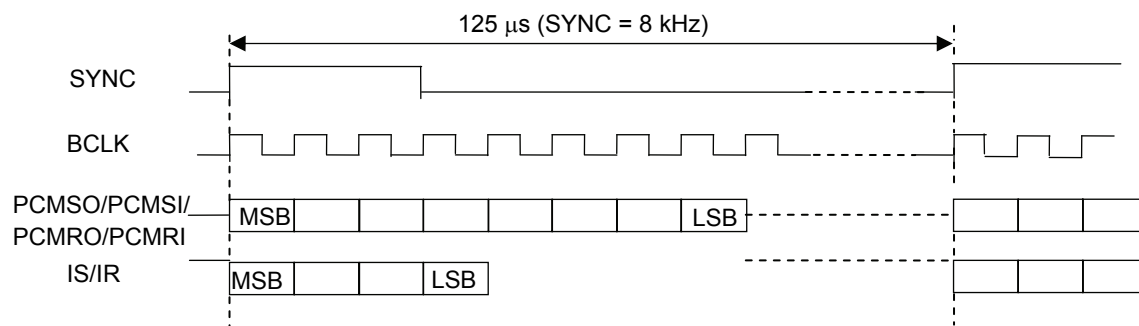 125 µs (SYNC = 8 kHz)
SYNC
BCLK
PCMSO/PCMSI/
PCMRO/PCMRI
MSB
LSB
IS/IR
MSB
LSB